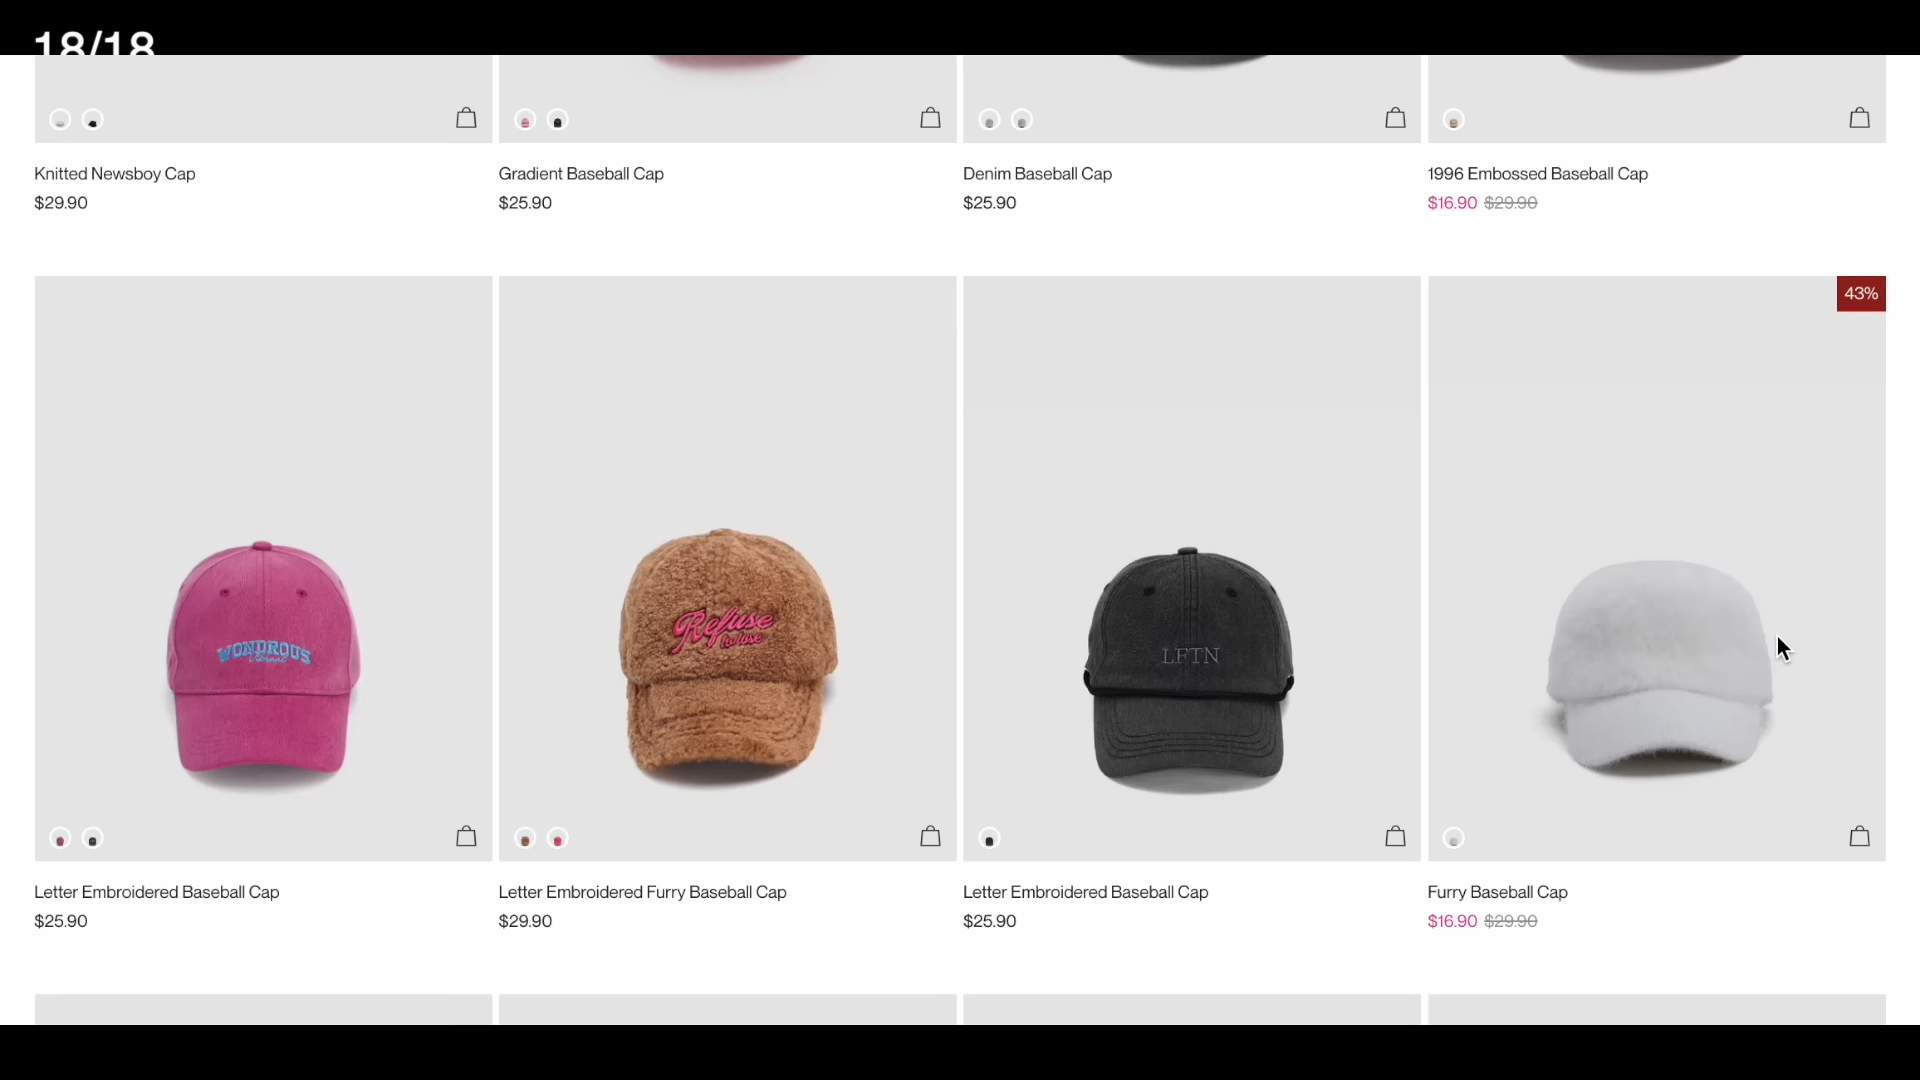 18/18
Knitted Newsboy Cap
$29.90
Gradient Baseball Cap
$25.90
Denim Baseball Cap
$25.90
1996 Embossed Baseball Cap
$16.90 $29.90
43%
WONDROUS
Refuse
to lose
LFTN
Letter Embroidered Baseball Cap
$25.90
Letter Embroidered Furry Baseball Cap
$29.90
Letter Embroidered Baseball Cap
$25.90
Furry Baseball Cap
$16.90 $29.90